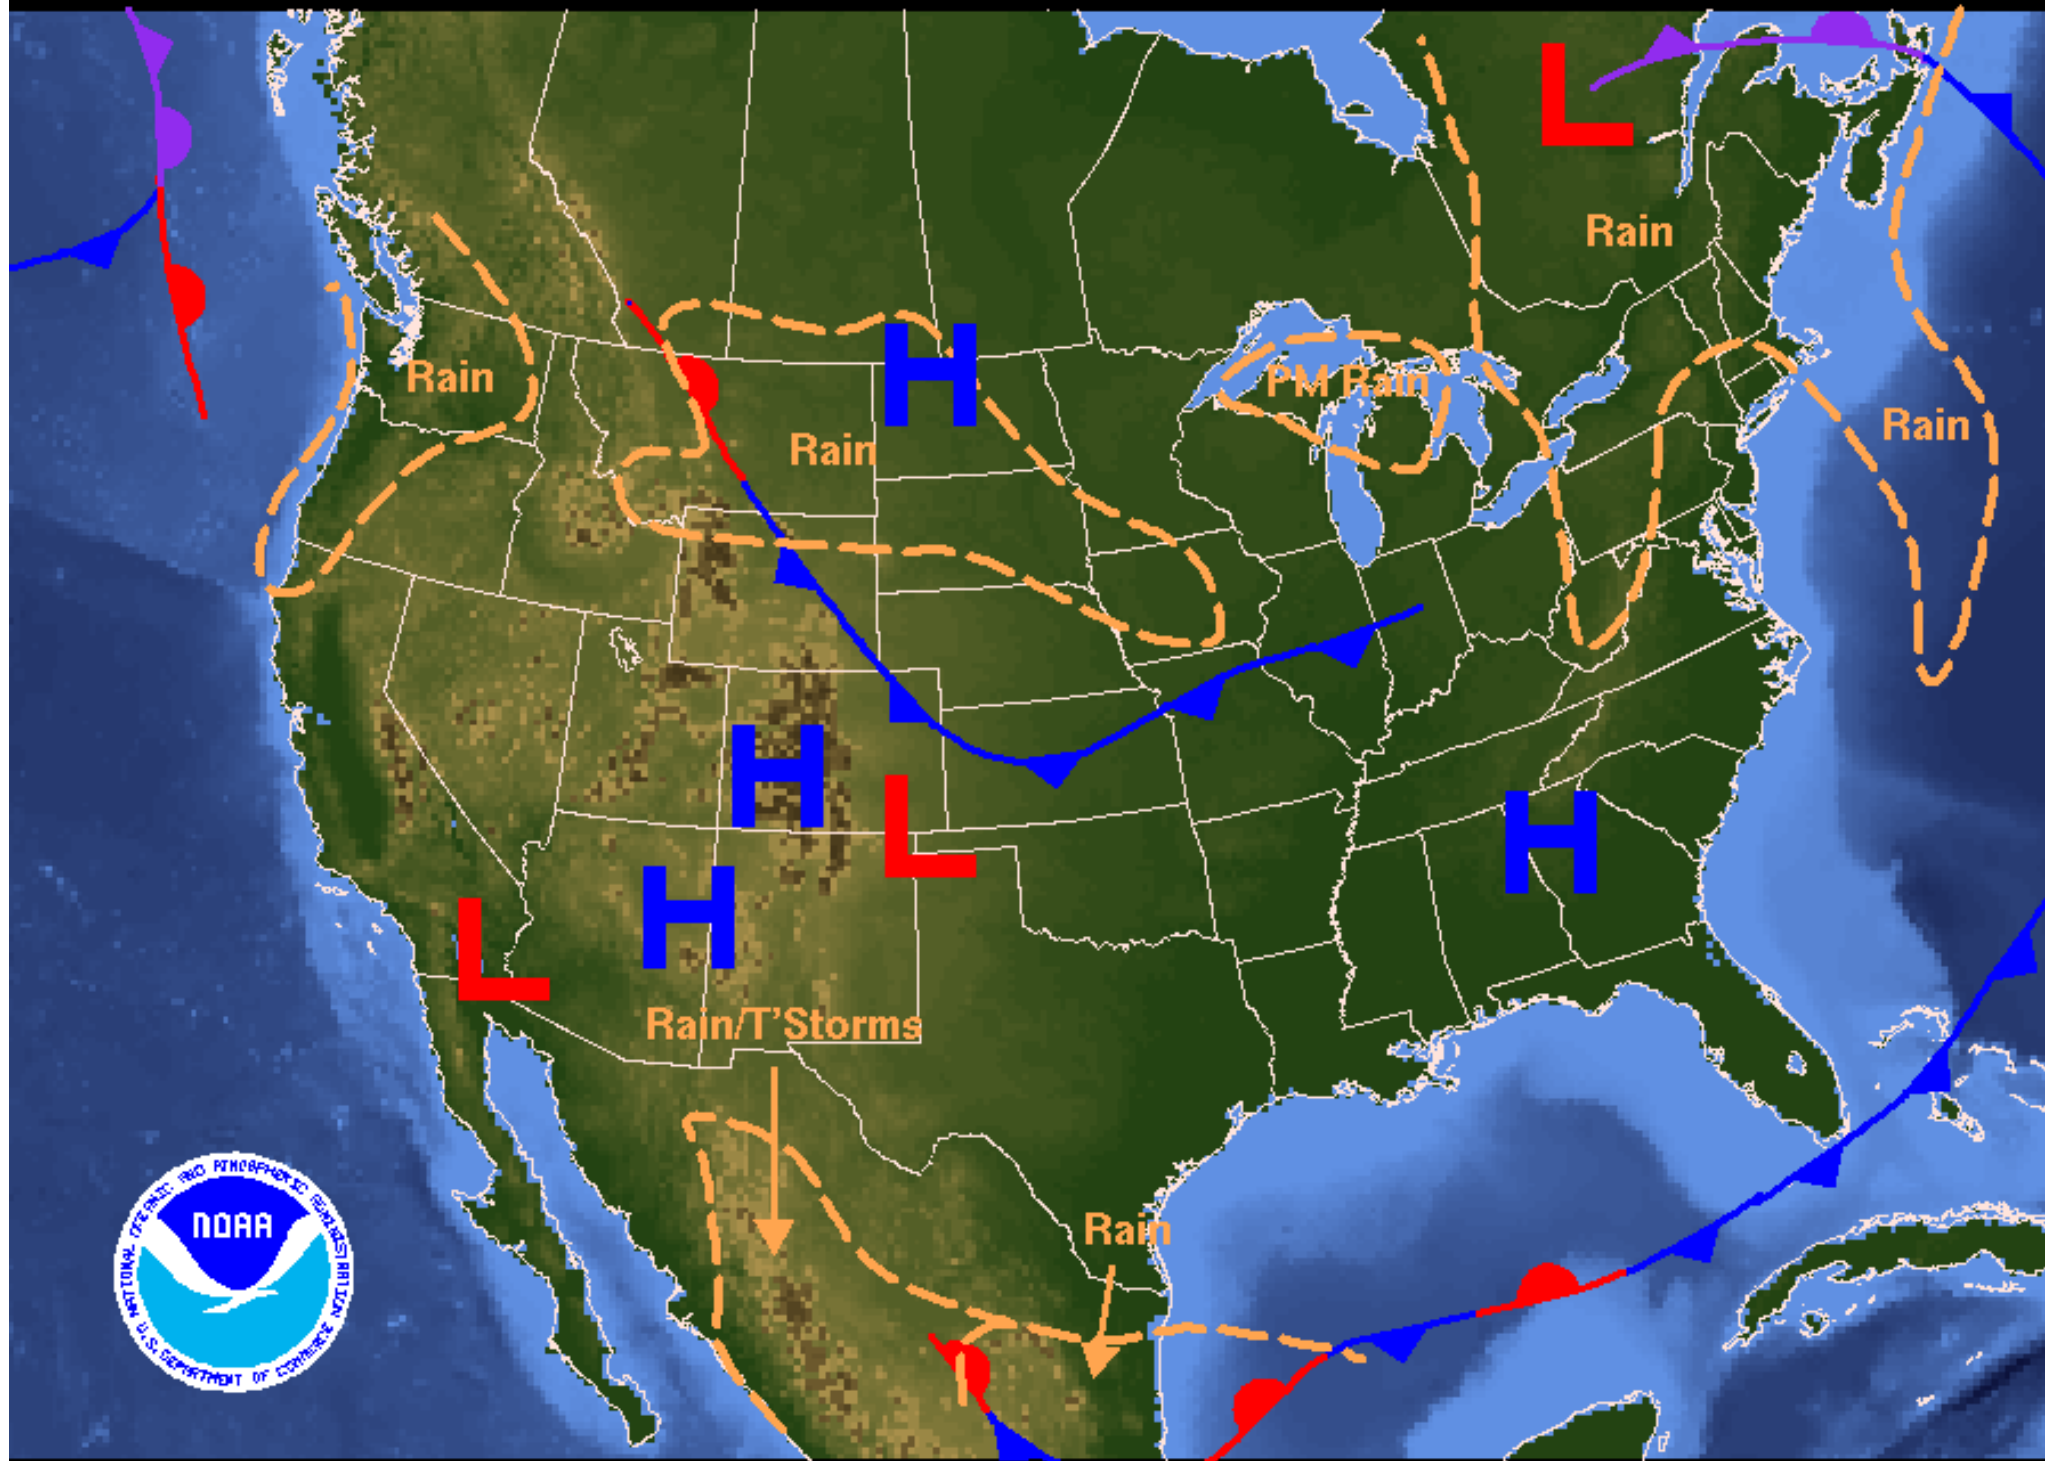 L
Rain
H
Rain
PM Rain
Rain
Rain
H
L
H
H
L
Rain/T'Storms
NATIONAL OCEANIC AND ATMOSPHERIC ADMINISTRATION
NOAA
U.S. DEPARTMENT OF COMMERCE
Rain